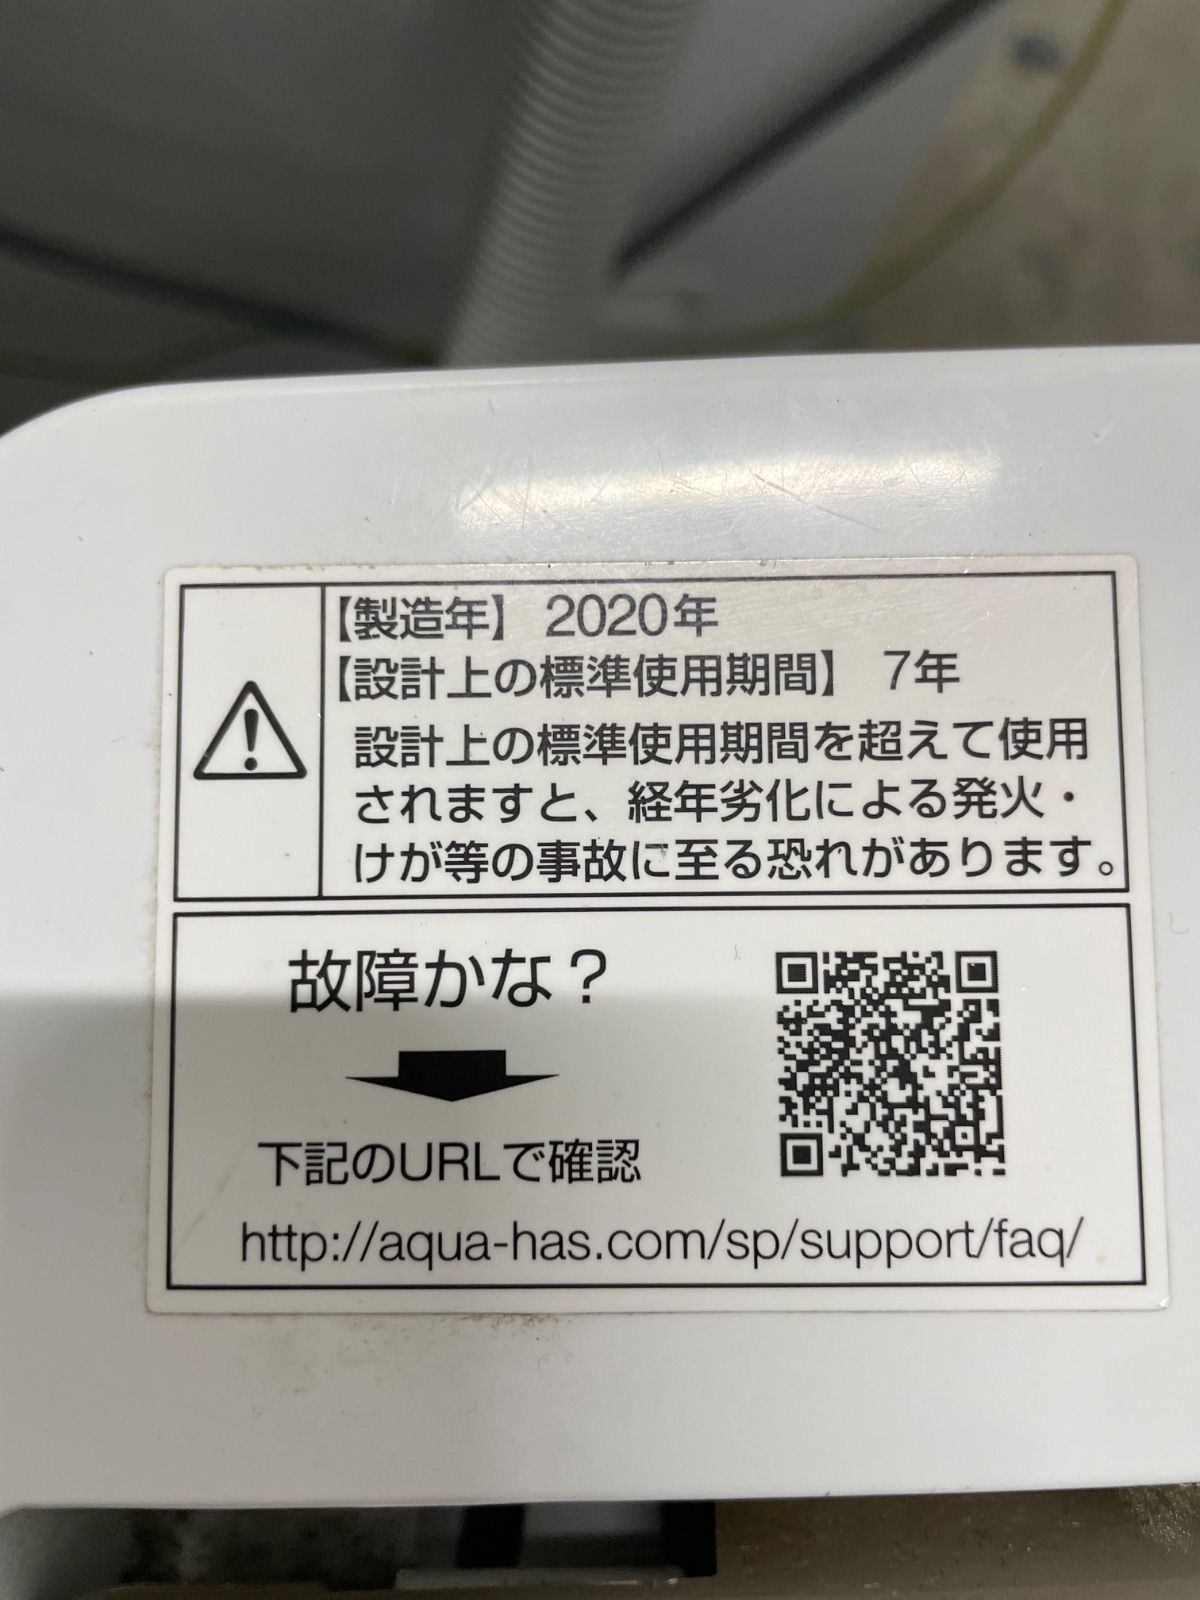 【製造年】 2020年
【設計上の標準使用期間】 7年
設計上の標準使用期間を超えて使用
されますと、経年劣化による発火・
けが等の事故に至る恐れがあります。
故障かな？
下記のURLで確認
http://aqua-has.com/sp/support/faq/